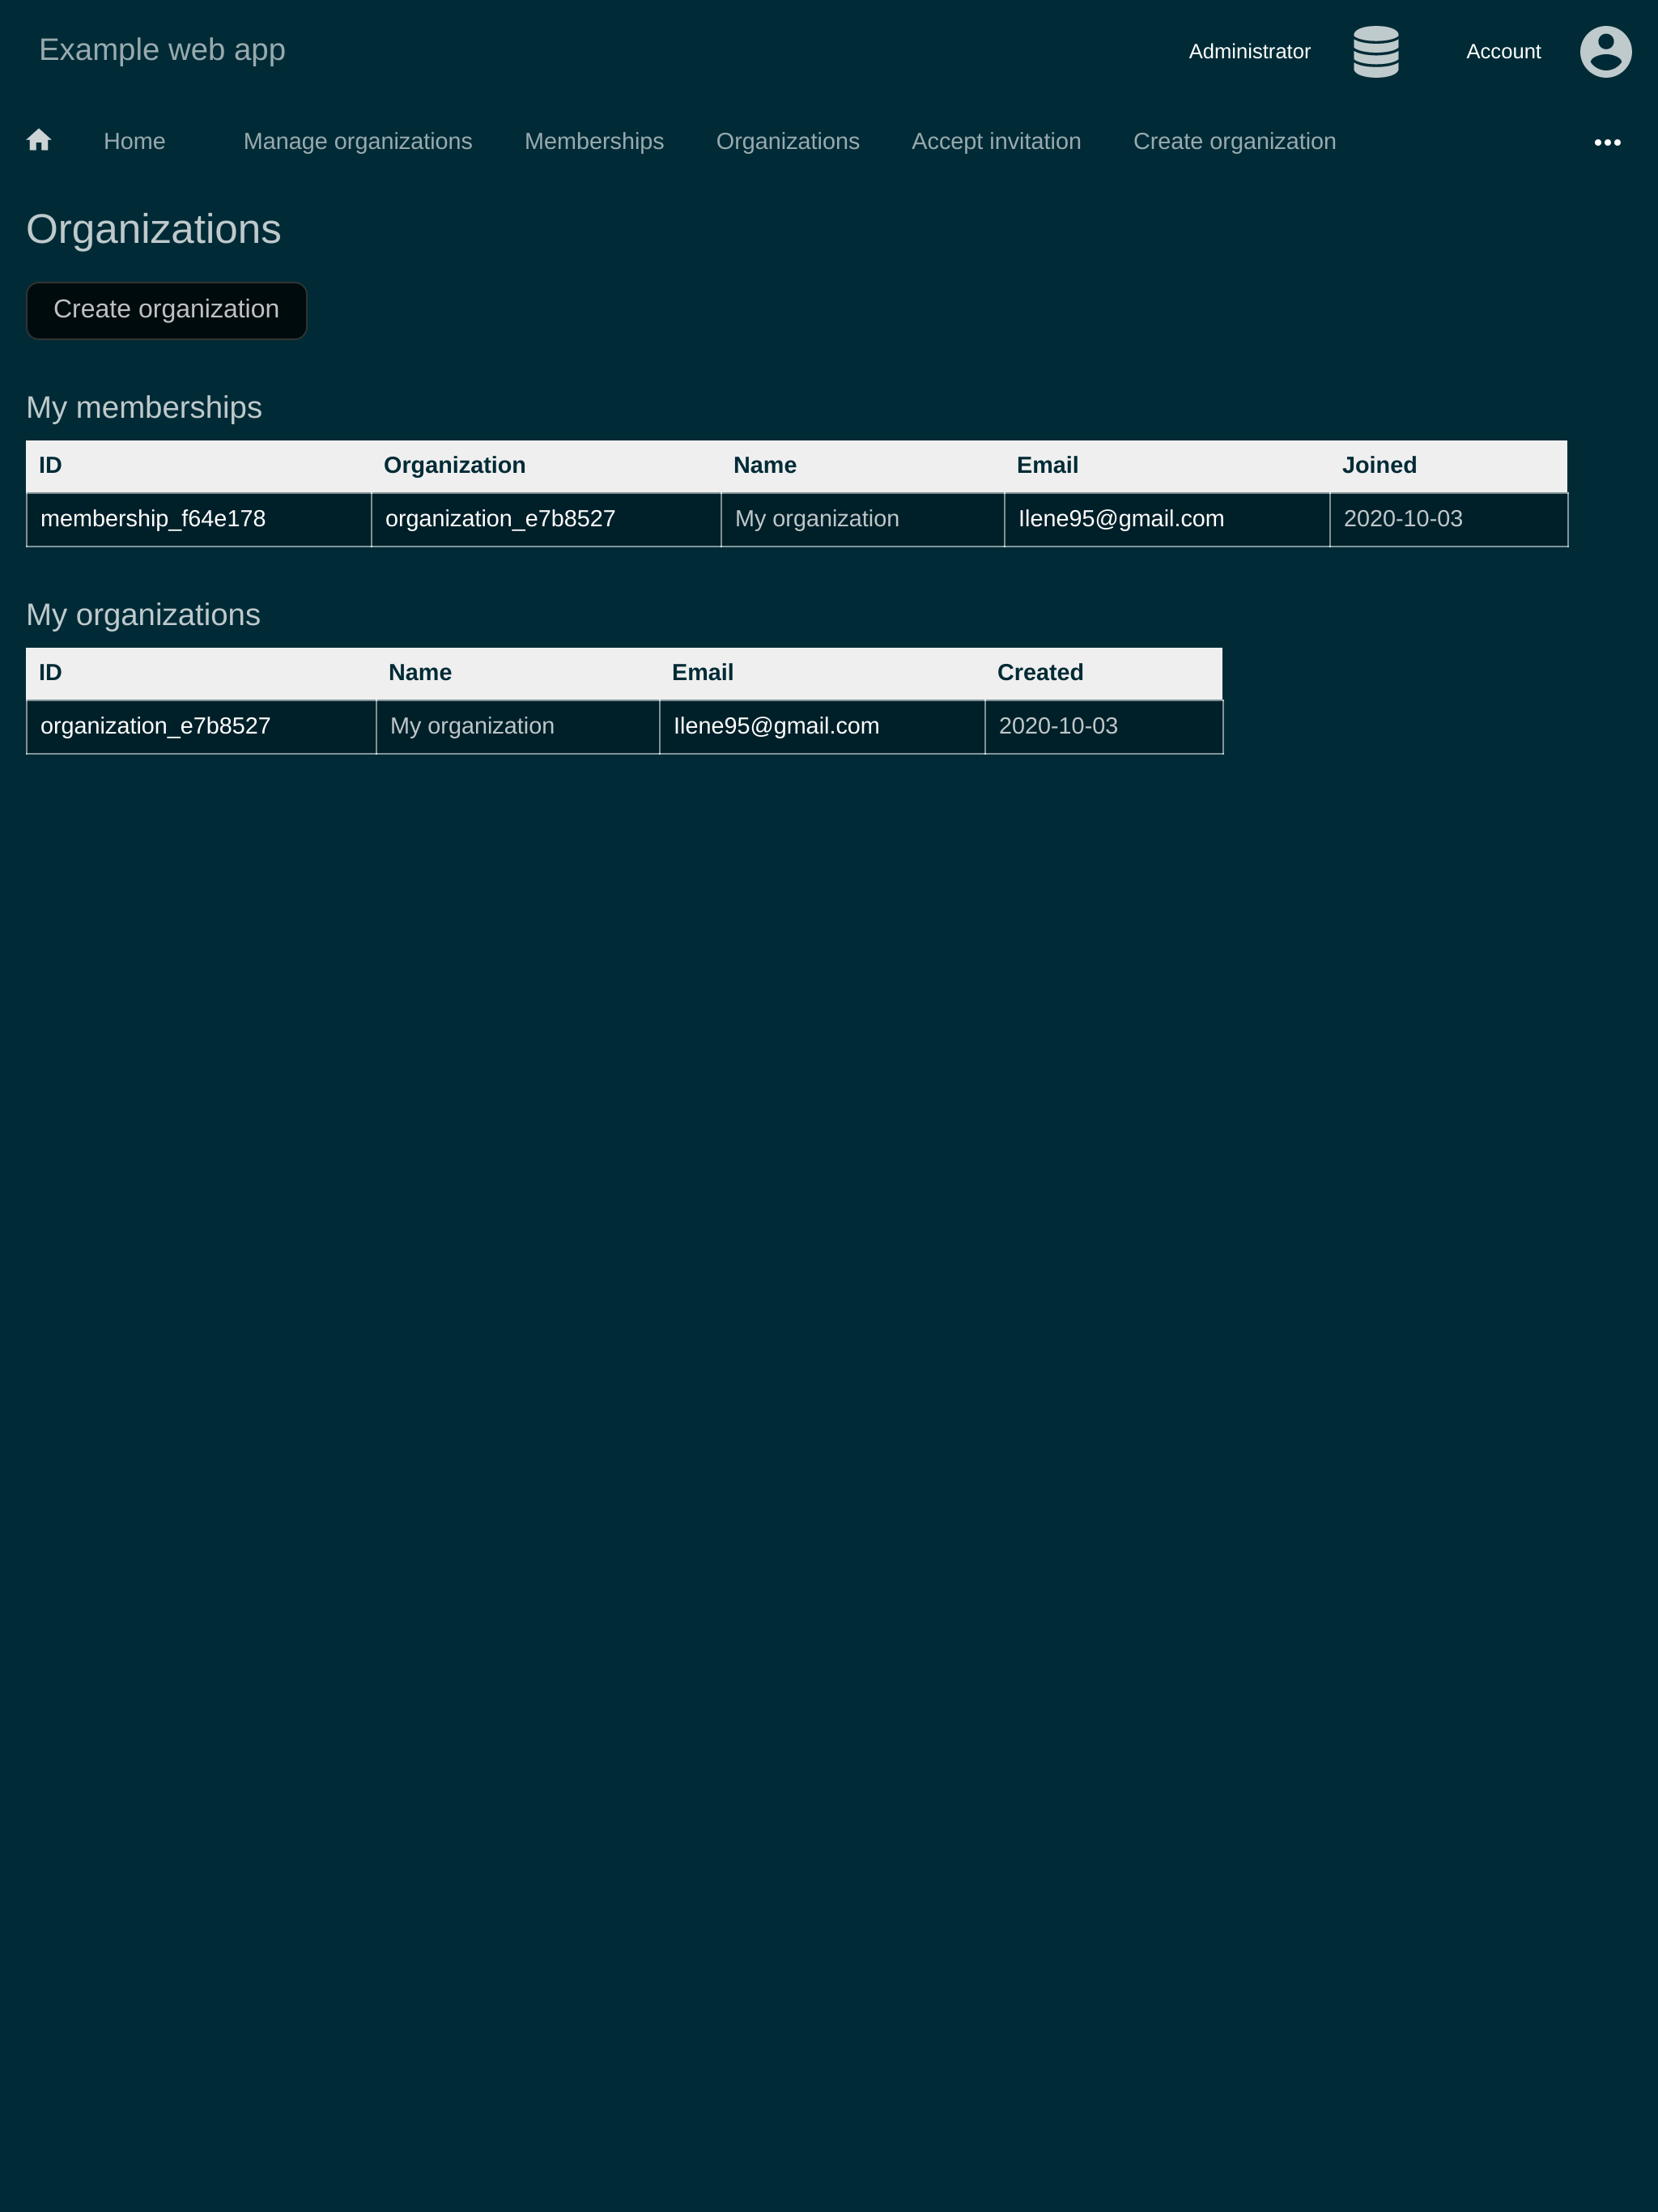 Example web app
Administrator Account
Home Manage organizations Memberships Organizations Accept invitation Create organization
Organizations
Create organization
My memberships
ID Organization Name Email Joined
membership_f64e178 organization_e7b8527 My organization Ilene95@gmail.com 2020-10-03
My organizations
ID Name Email Created
organization_e7b8527 My organization Ilene95@gmail.com 2020-10-03